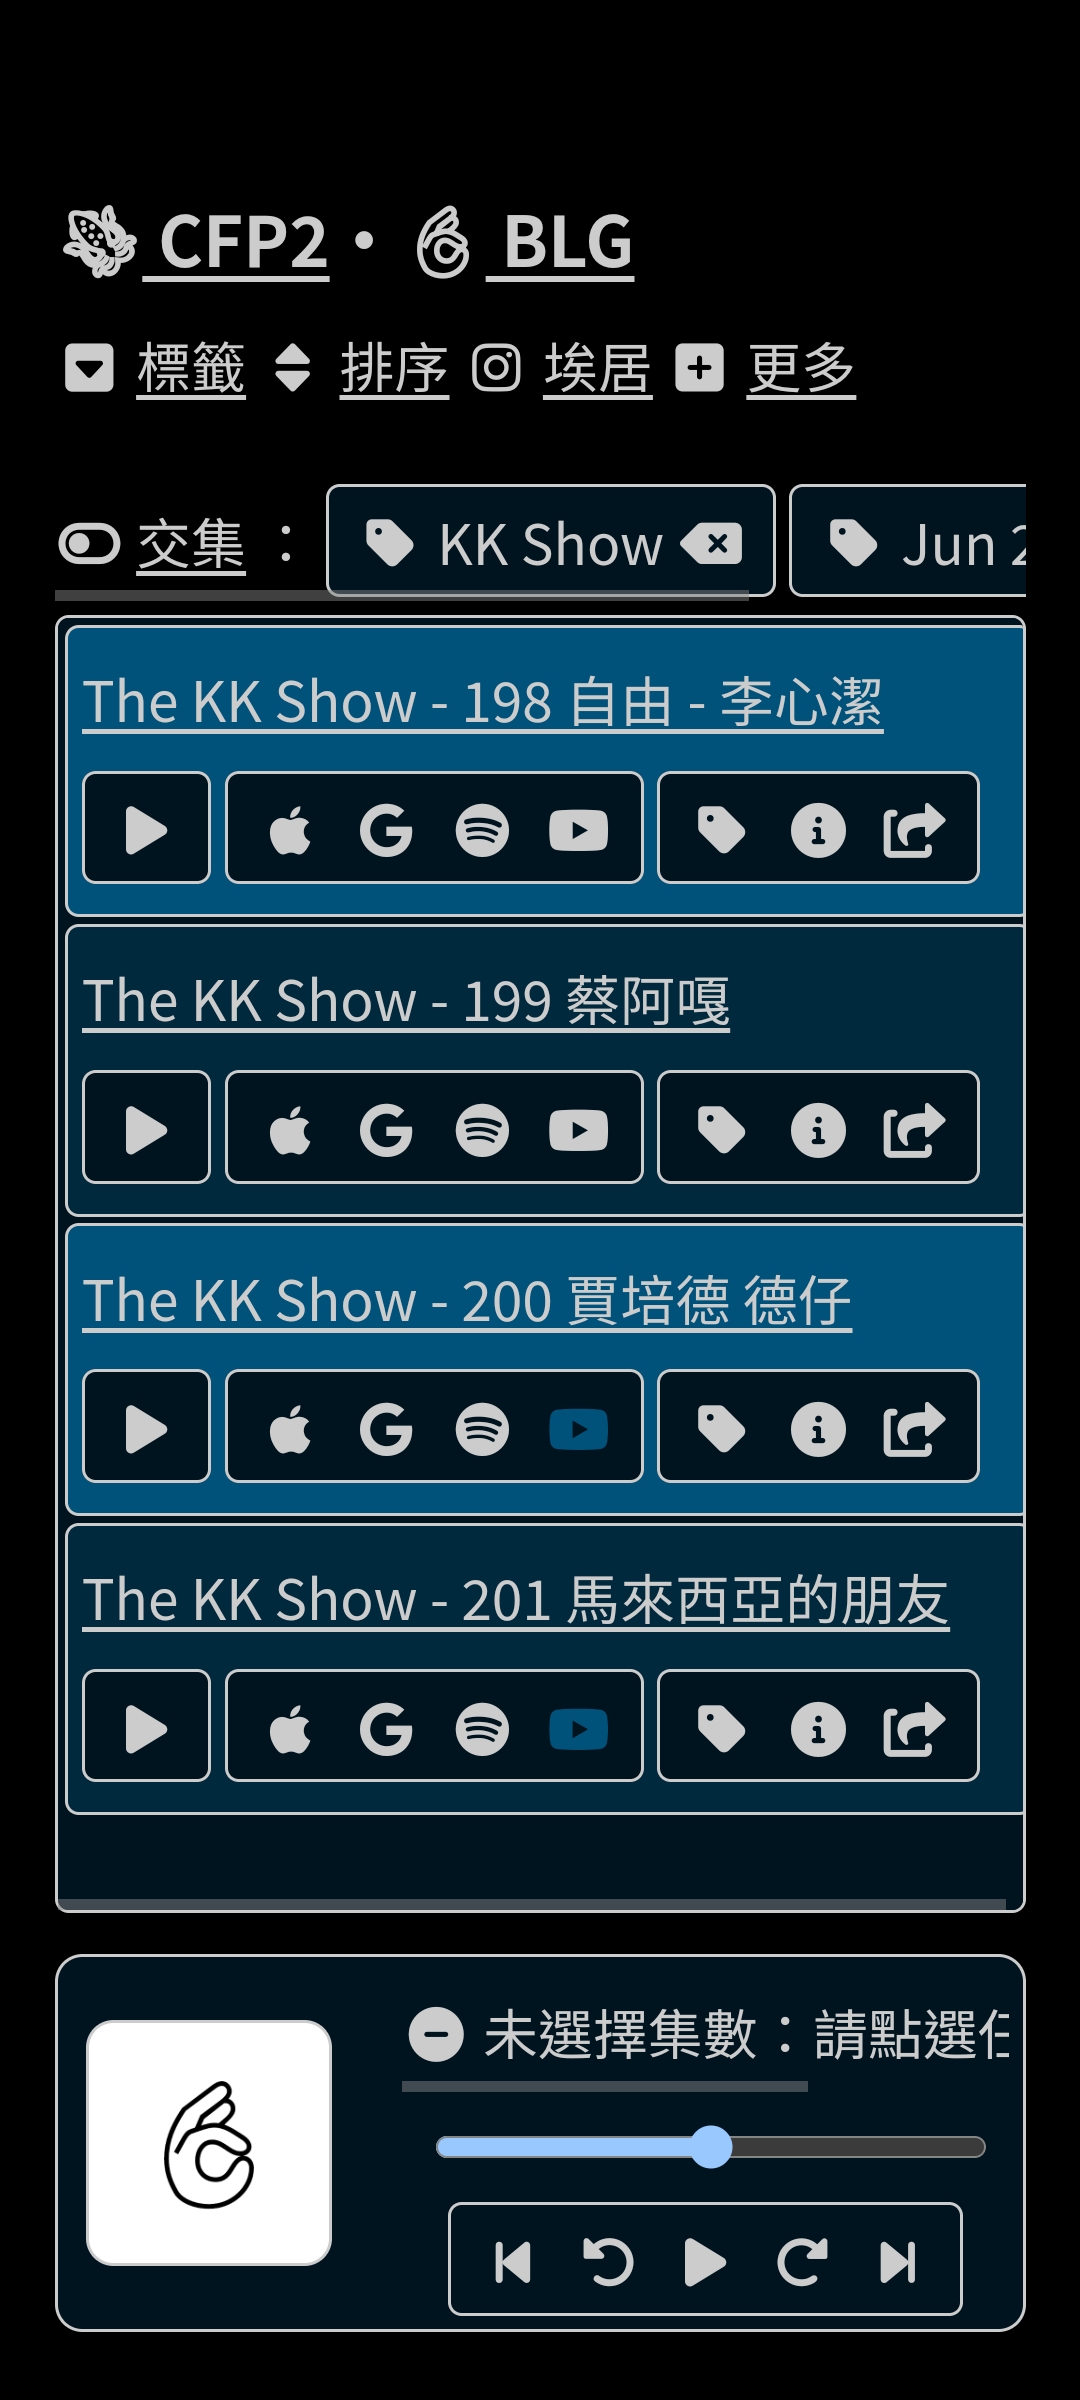 CFP2・ BLG
標籤 排序 埃居 更多
交集 ： KK Show Jun 2
The KK Show - 198 自由 - 李心潔
The KK Show - 199 蔡阿嘎
The KK Show - 200 賈培德 德仔
The KK Show - 201 馬來西亞的朋友
未選擇集數：請點選